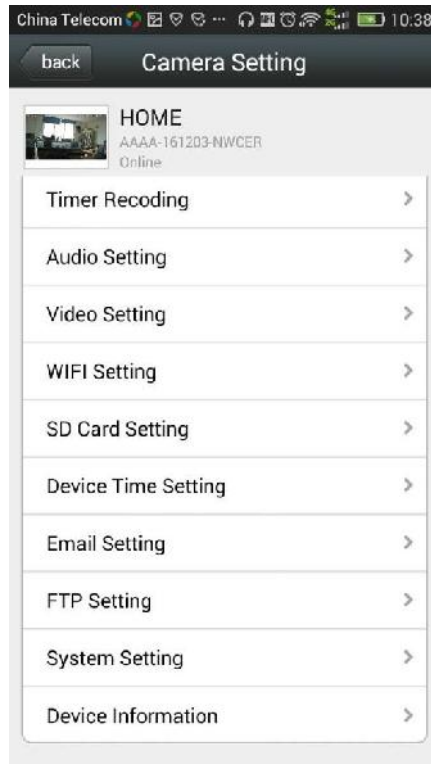 China Telecom 10:38
back Camera Setting
HOME
AAAA-161203-NWCER
Online
Timer Recoding
Audio Setting
Video Setting
WIFI Setting
SD Card Setting
Device Time Setting
Email Setting
FTP Setting
System Setting
Device Information